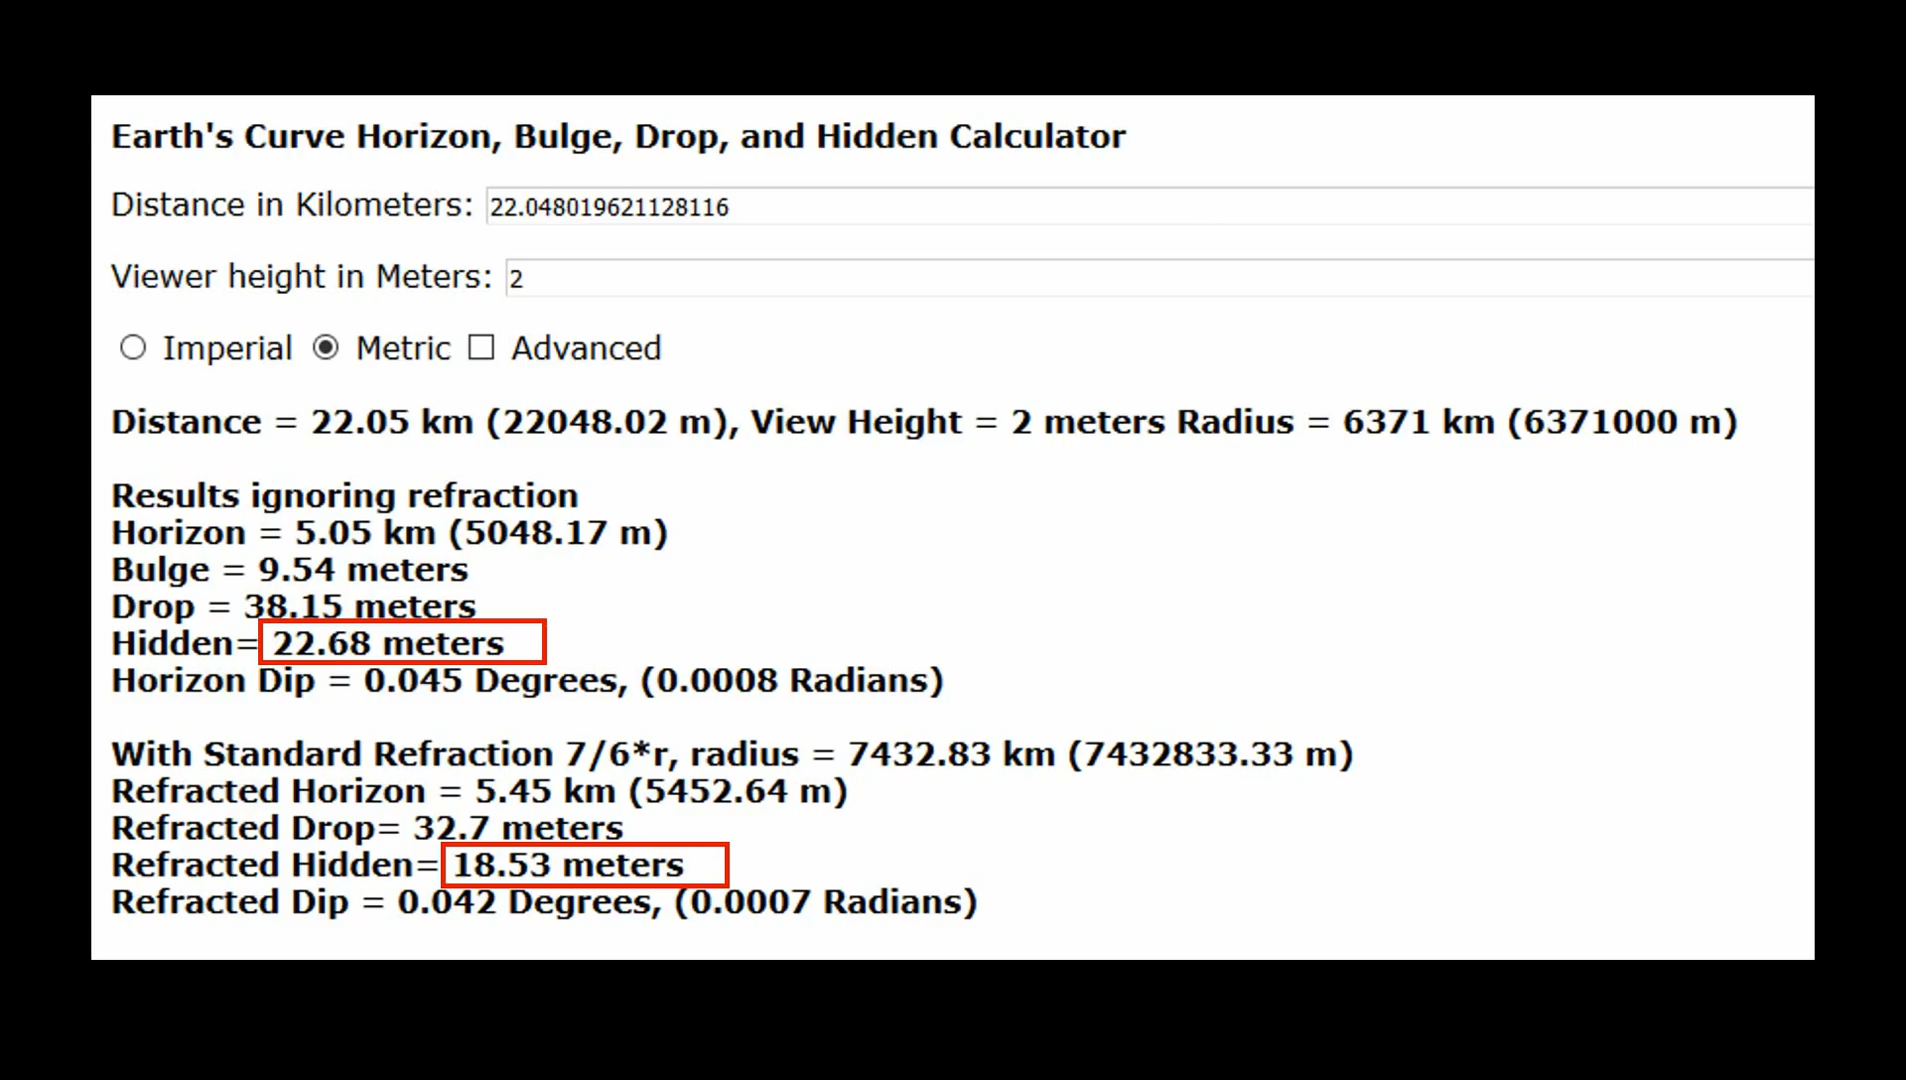 Earth's Curve Horizon, Bulge, Drop, and Hidden Calculator
Distance in Kilometers: 22.048019621128116
Viewer height in Meters: 2
Imperial Metric Advanced
Distance = 22.05 km (22048.02 m), View Height = 2 meters Radius = 6371 km (6371000 m)
Results ignoring refraction
Horizon = 5.05 km (5048.17 m)
Bulge = 9.54 meters
Drop = 38.15 meters
Hidden= 22.68 meters
Horizon Dip = 0.045 Degrees, (0.0008 Radians)
With Standard Refraction 7/6*r, radius = 7432.83 km (7432833.33 m)
Refracted Horizon = 5.45 km (5452.64 m)
Refracted Drop= 32.7 meters
Refracted Hidden= 18.53 meters
Refracted Dip = 0.042 Degrees, (0.0007 Radians)